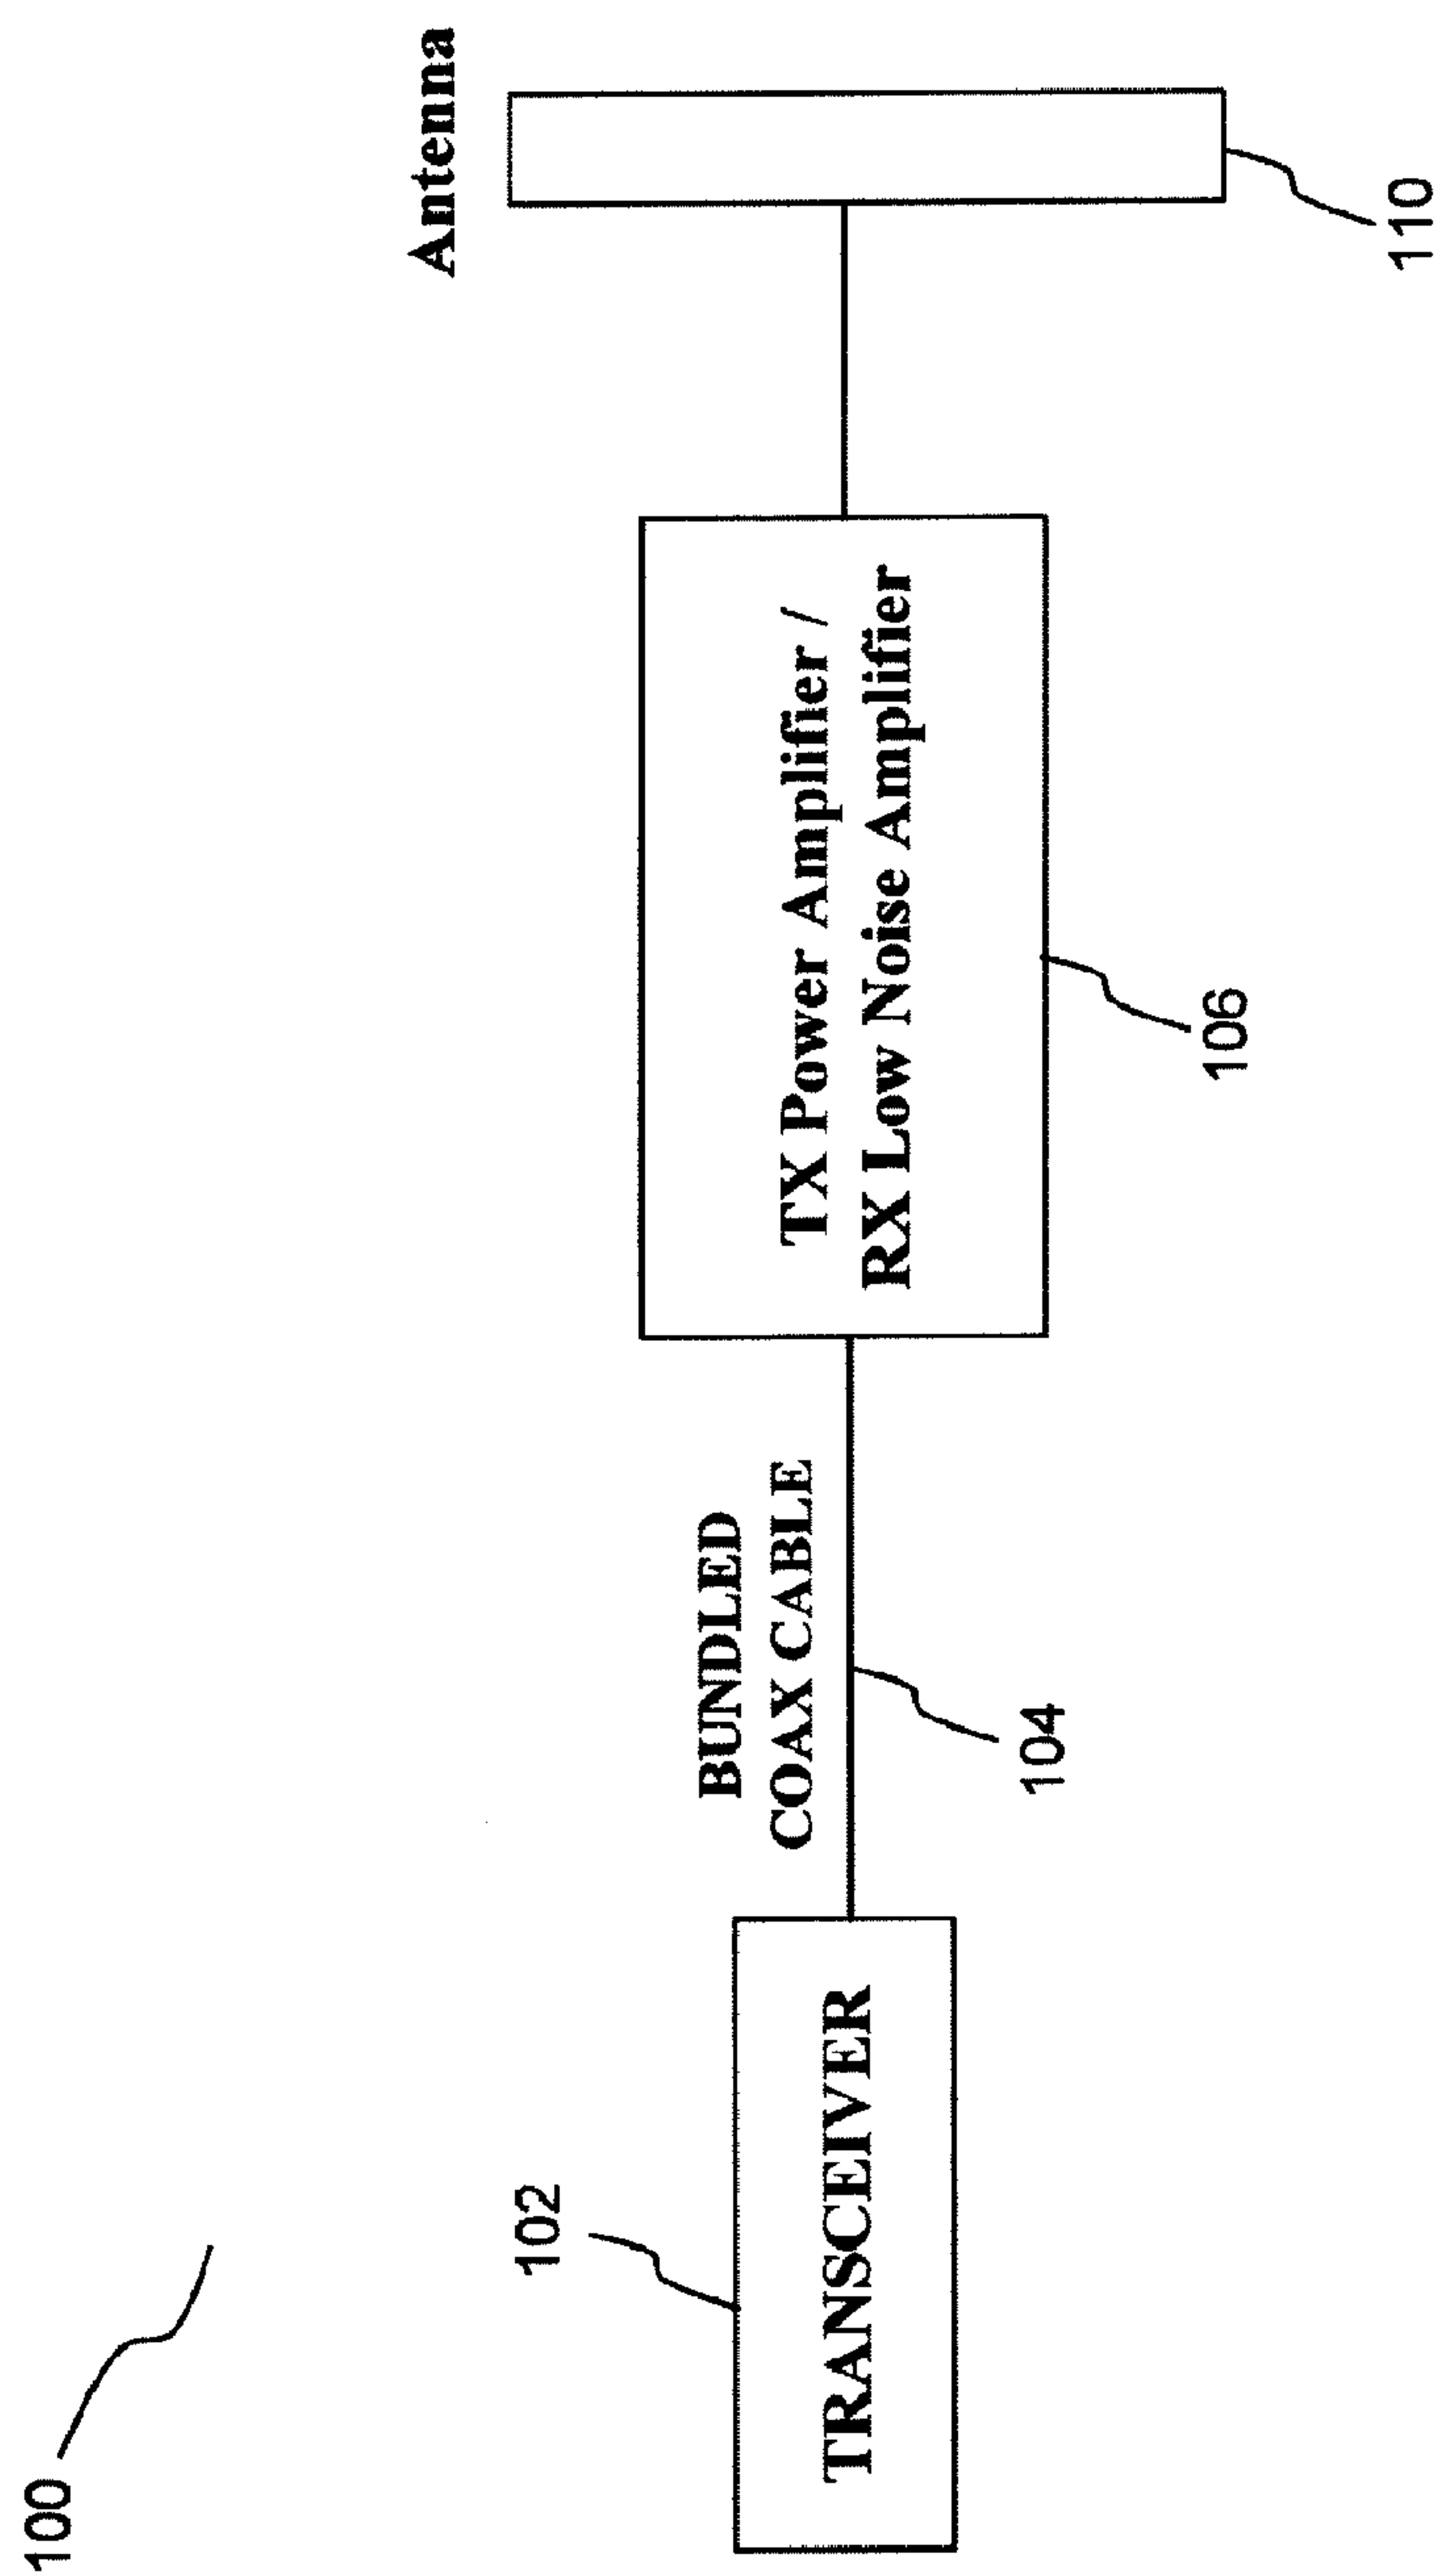 100
102
TRANSCEIVER
BUNDLED
COAX CABLE
104
TX Power Amplifier /
RX Low Noise Amplifier
106
Antenna
110